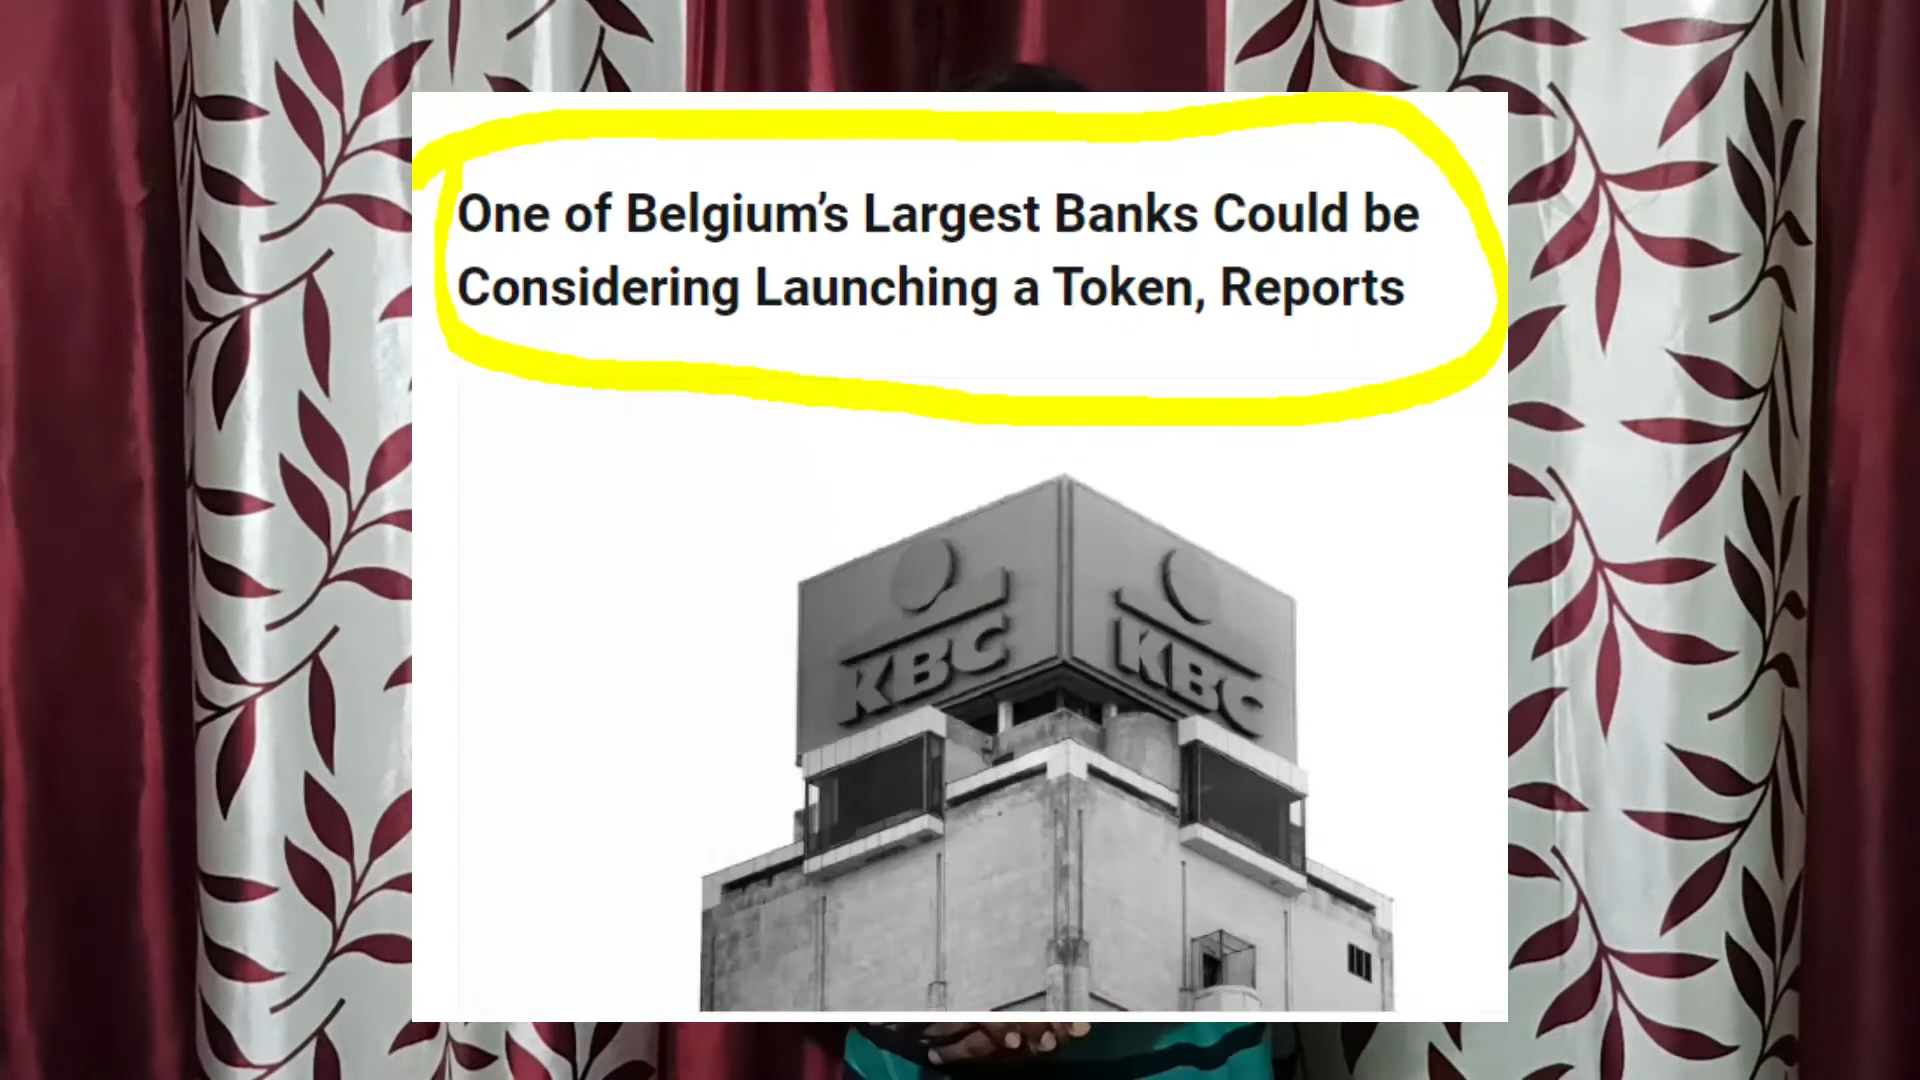 One of Belgium’s Largest Banks Could be
Considering Launching a Token, Reports
KBC KBC